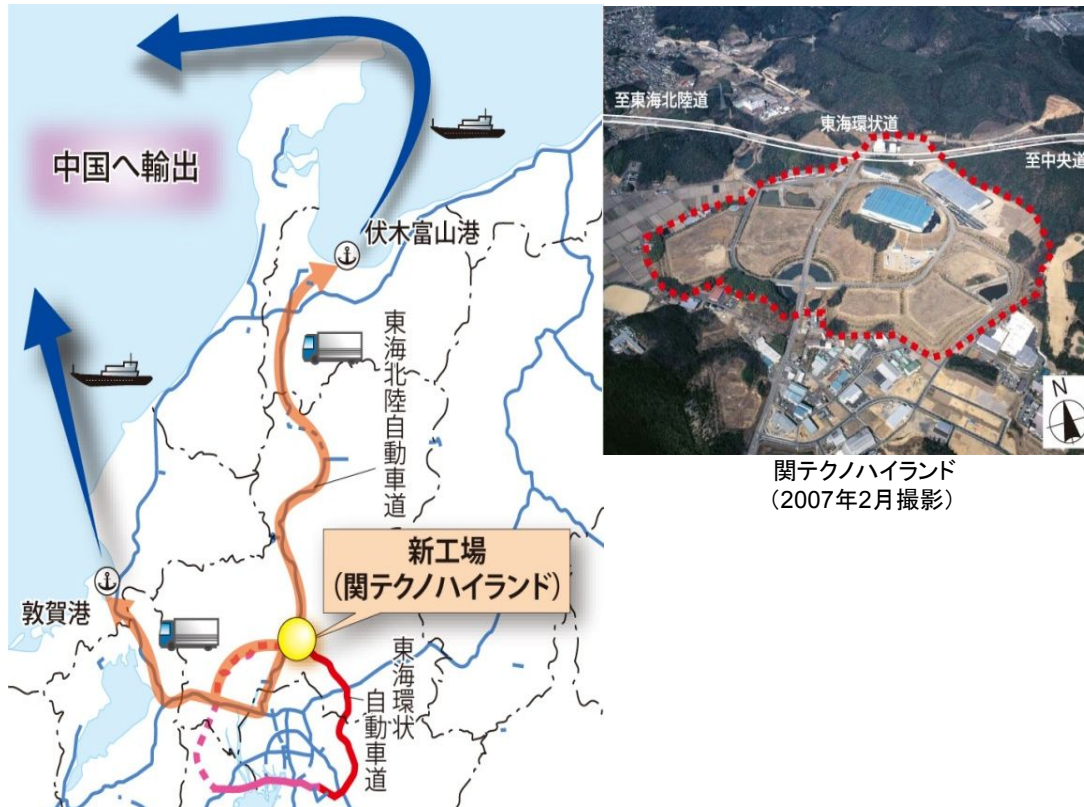 中国へ輸出
伏木富山港
東海北陸自動車道
新工場
(関テクノハイランド)
敦賀港
東海環状
自動車道
至東海北陸道
東海環状道
至中央道
N
関テクノハイランド
(2007年2月撮影)